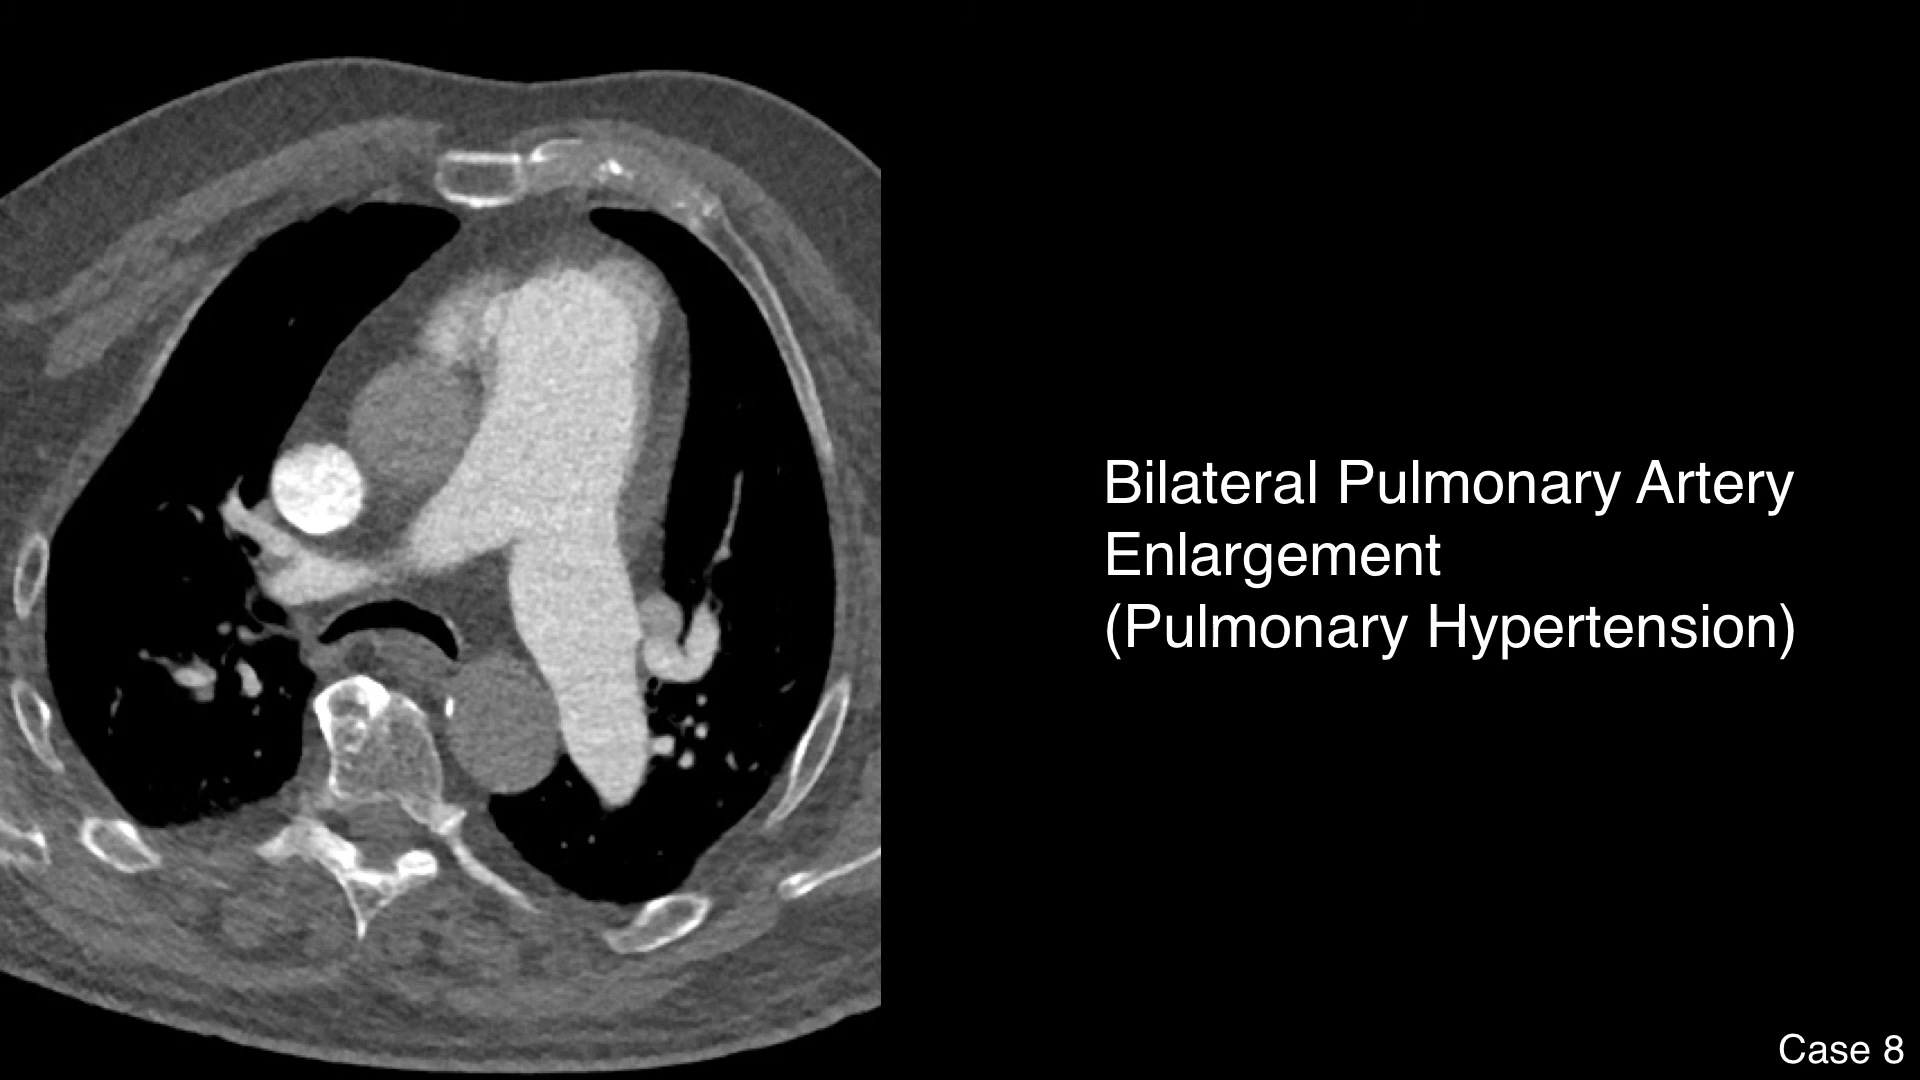 Bilateral Pulmonary Artery
Enlargement
(Pulmonary Hypertension)
Case 8